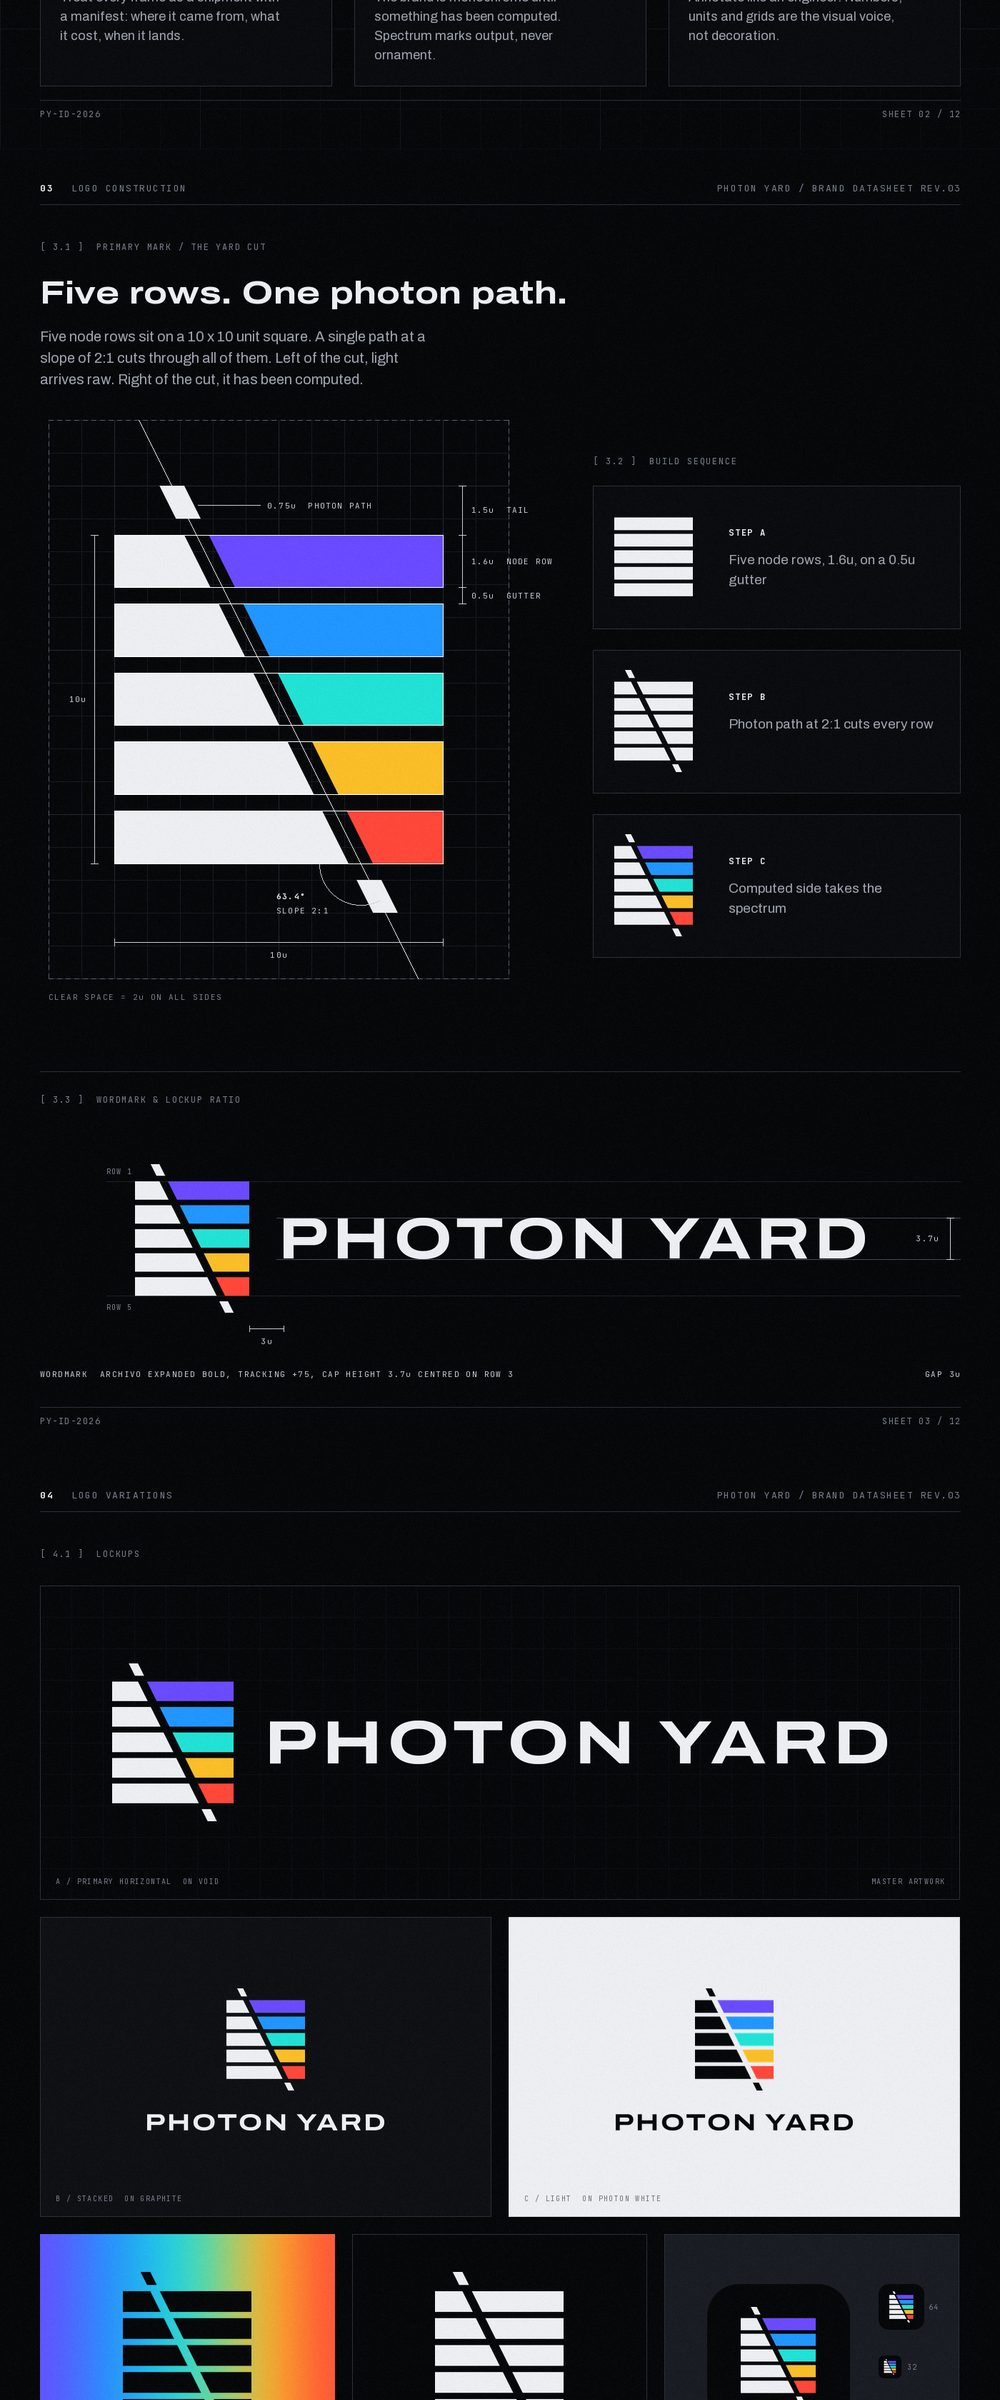 a manifest: where it came from, what
it cost, when it lands.
something has been computed.
Spectrum marks output, never
ornament.
units and grids are the visual voice,
not decoration.
PY-ID-2026
SHEET 02 / 12
03 LOGO CONSTRUCTION
PHOTON YARD / BRAND DATASHEET REV.03
[ 3.1 ] PRIMARY MARK / THE YARD CUT
Five rows. One photon path.
Five node rows sit on a 10 x 10 unit square. A single path at a
slope of 2:1 cuts through all of them. Left of the cut, light
arrives raw. Right of the cut, it has been computed.
0.75u PHOTON PATH
1.5u TAIL
1.6u NODE ROW
0.5u GUTTER
10u
63.4°
SLOPE 2:1
10u
CLEAR SPACE = 2u ON ALL SIDES
[ 3.2 ] BUILD SEQUENCE
STEP A
Five node rows, 1.6u, on a 0.5u
gutter
STEP B
Photon path at 2:1 cuts every row
STEP C
Computed side takes the
spectrum
[ 3.3 ] WORDMARK & LOCKUP RATIO
ROW 1
PHOTON YARD
3.7u
ROW 5
3u
WORDMARK ARCHIVO EXPANDED BOLD, TRACKING +75, CAP HEIGHT 3.7u CENTRED ON ROW 3
GAP 3u
PY-ID-2026
SHEET 03 / 12
04 LOGO VARIATIONS
PHOTON YARD / BRAND DATASHEET REV.03
[ 4.1 ] LOCKUPS
PHOTON YARD
A / PRIMARY HORIZONTAL ON VOID
MASTER ARTWORK
PHOTON YARD
B / STACKED ON GRAPHITE
PHOTON YARD
C / LIGHT ON PHOTON WHITE
64
32